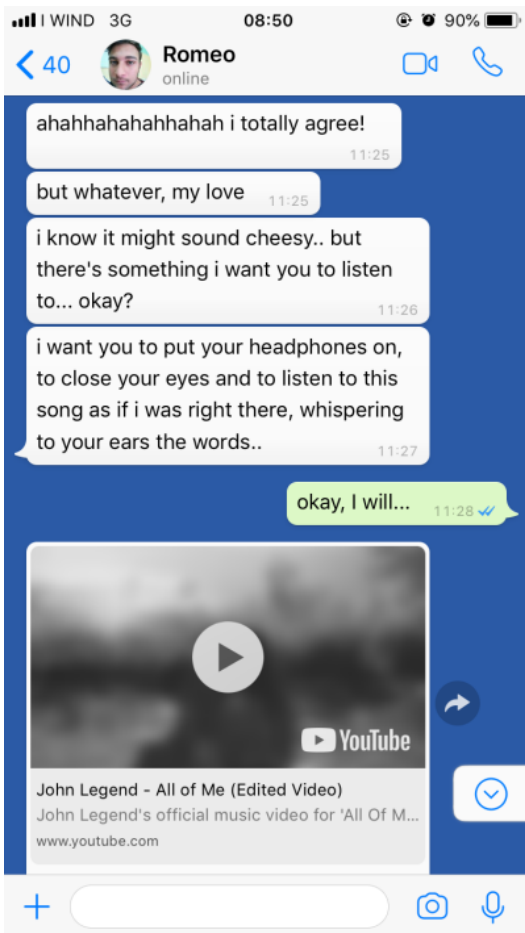 I WIND 3G 08:50 90%
40
Romeo
online
ahahhahahahhahah i totally agree!
11:25
but whatever, my love
11:25
i know it might sound cheesy.. but
there's something i want you to listen
to... okay?
11:26
i want you to put your headphones on,
to close your eyes and to listen to this
song as if i was right there, whispering
to your ears the words..
11:27
okay, I will...
11:28
YouTube
John Legend - All of Me (Edited Video)
John Legend's official music video for 'All Of M...
www.youtube.com